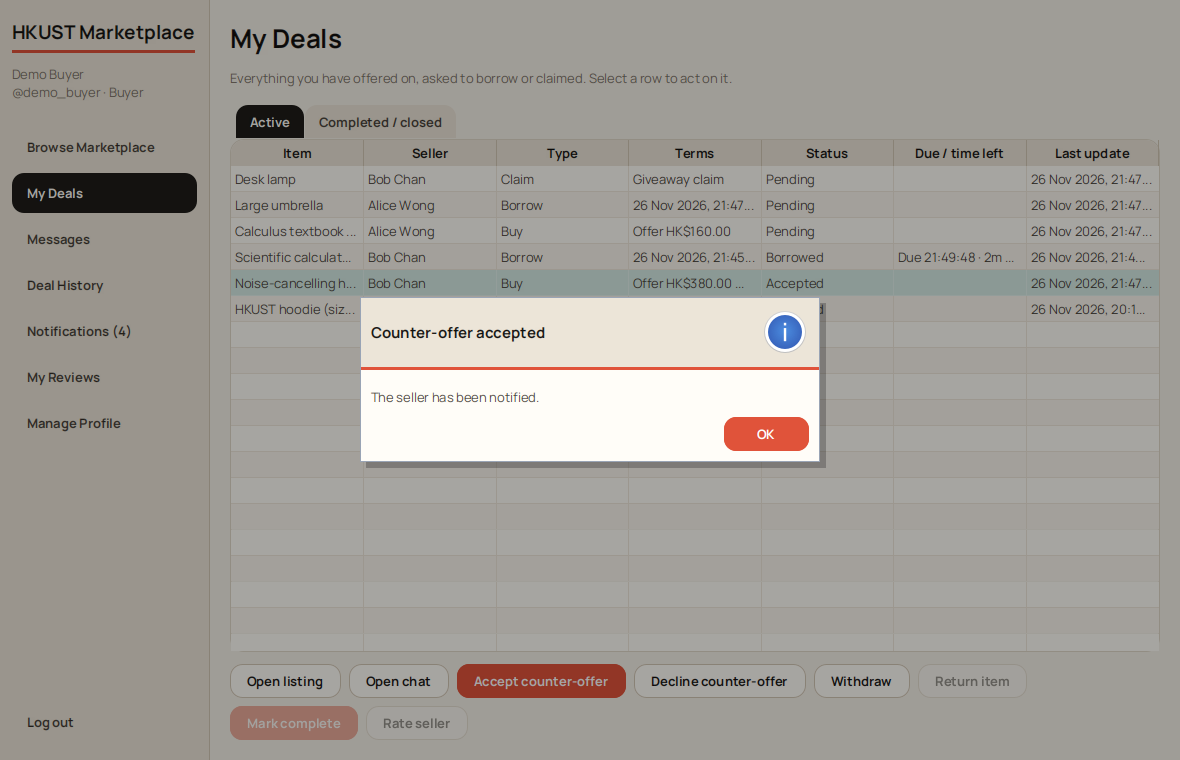 HKUST Marketplace
Demo Buyer
@demo_buyer · Buyer
Browse Marketplace
My Deals
Messages
Deal History
Notifications (4)
My Reviews
Manage Profile
Log out
My Deals
Everything you have offered on, asked to borrow or claimed. Select a row to act on it.
Active Completed / closed
Item Seller Type Terms Status Due / time left Last update
Desk lamp Bob Chan Claim Giveaway claim Pending 26 Nov 2026, 21:47...
Large umbrella Alice Wong Borrow 26 Nov 2026, 21:47... Pending 26 Nov 2026, 21:47...
Calculus textbook ... Alice Wong Buy Offer HK$160.00 Pending 26 Nov 2026, 21:47...
Scientific calculat... Bob Chan Borrow 26 Nov 2026, 21:45... Borrowed Due 21:49:48 · 2m ... 26 Nov 2026, 21:4...
Noise-cancelling h... Bob Chan Buy Offer HK$380.00 ... Accepted 26 Nov 2026, 21:47...
HKUST hoodie (siz... 26 Nov 2026, 20:1...
Counter-offer accepted
The seller has been notified.
OK
Open listing Open chat Accept counter-offer Decline counter-offer Withdraw Return item
Mark complete Rate seller